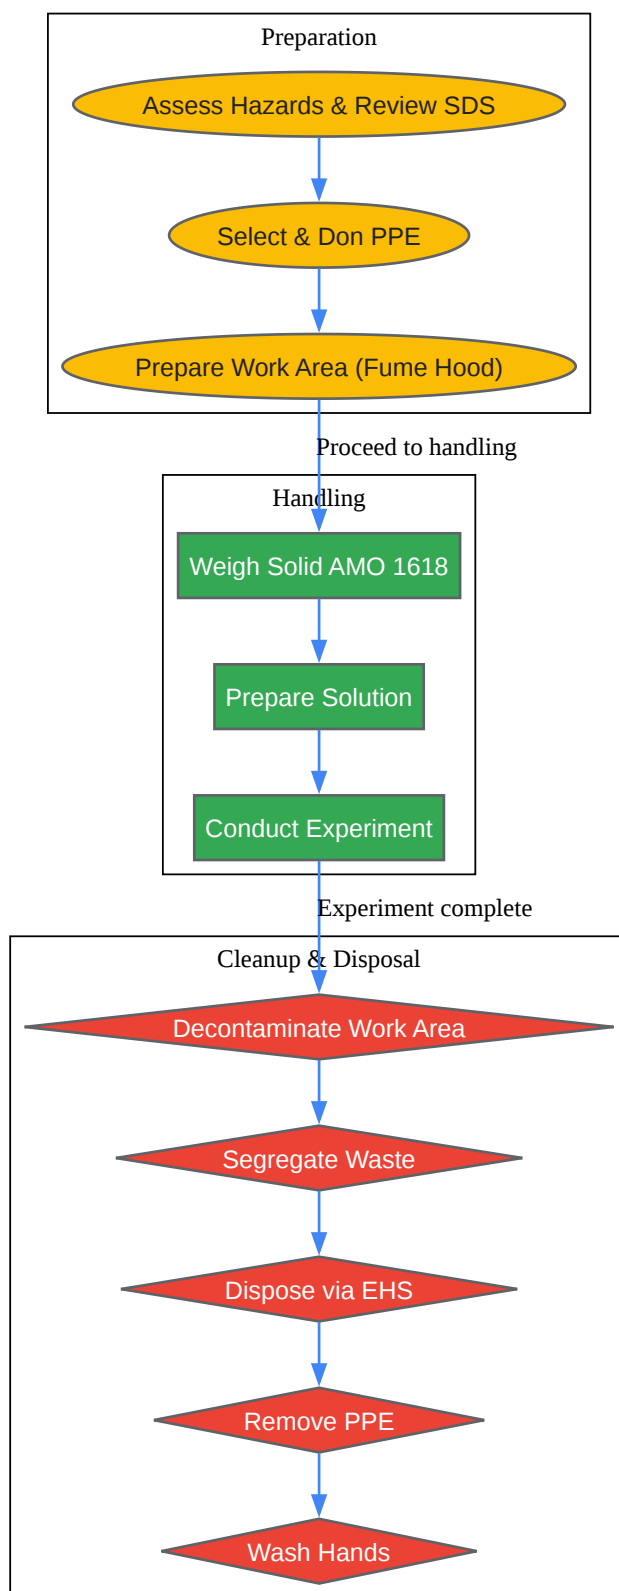 Preparation
Assess Hazards & Review SDS
Select & Don PPE
Prepare Work Area (Fume Hood)
Proceed to handling
Handling
Weigh Solid AMO 1618
Prepare Solution
Conduct Experiment
Experiment complete
Cleanup & Disposal
Decontaminate Work Area
Segregate Waste
Dispose via EHS
Remove PPE
Wash Hands